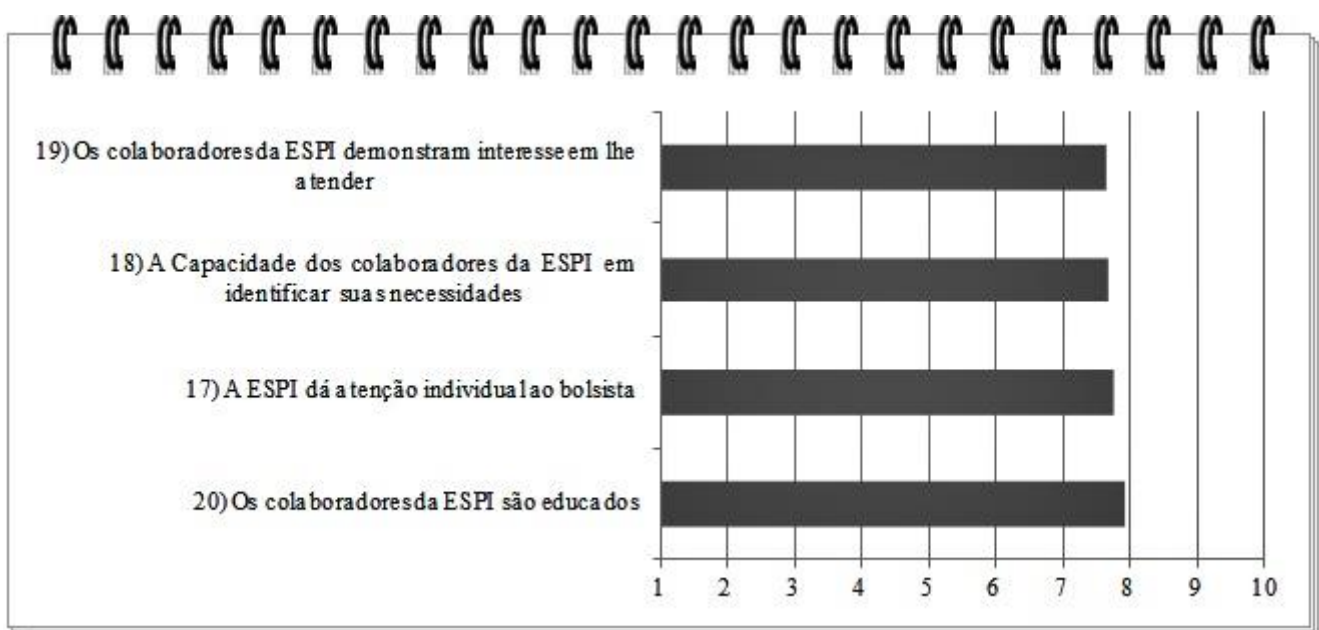 19) Os colaboradores da ESPI demonstram interesse em lhe
atender
18) A Capacidade dos colaboradores da ESPI em
identificar suas necessidades
17) A ESPI dá atenção individual ao bolsista
20) Os colaboradores da ESPI são educados
1 2 3 4 5 6 7 8 9 10